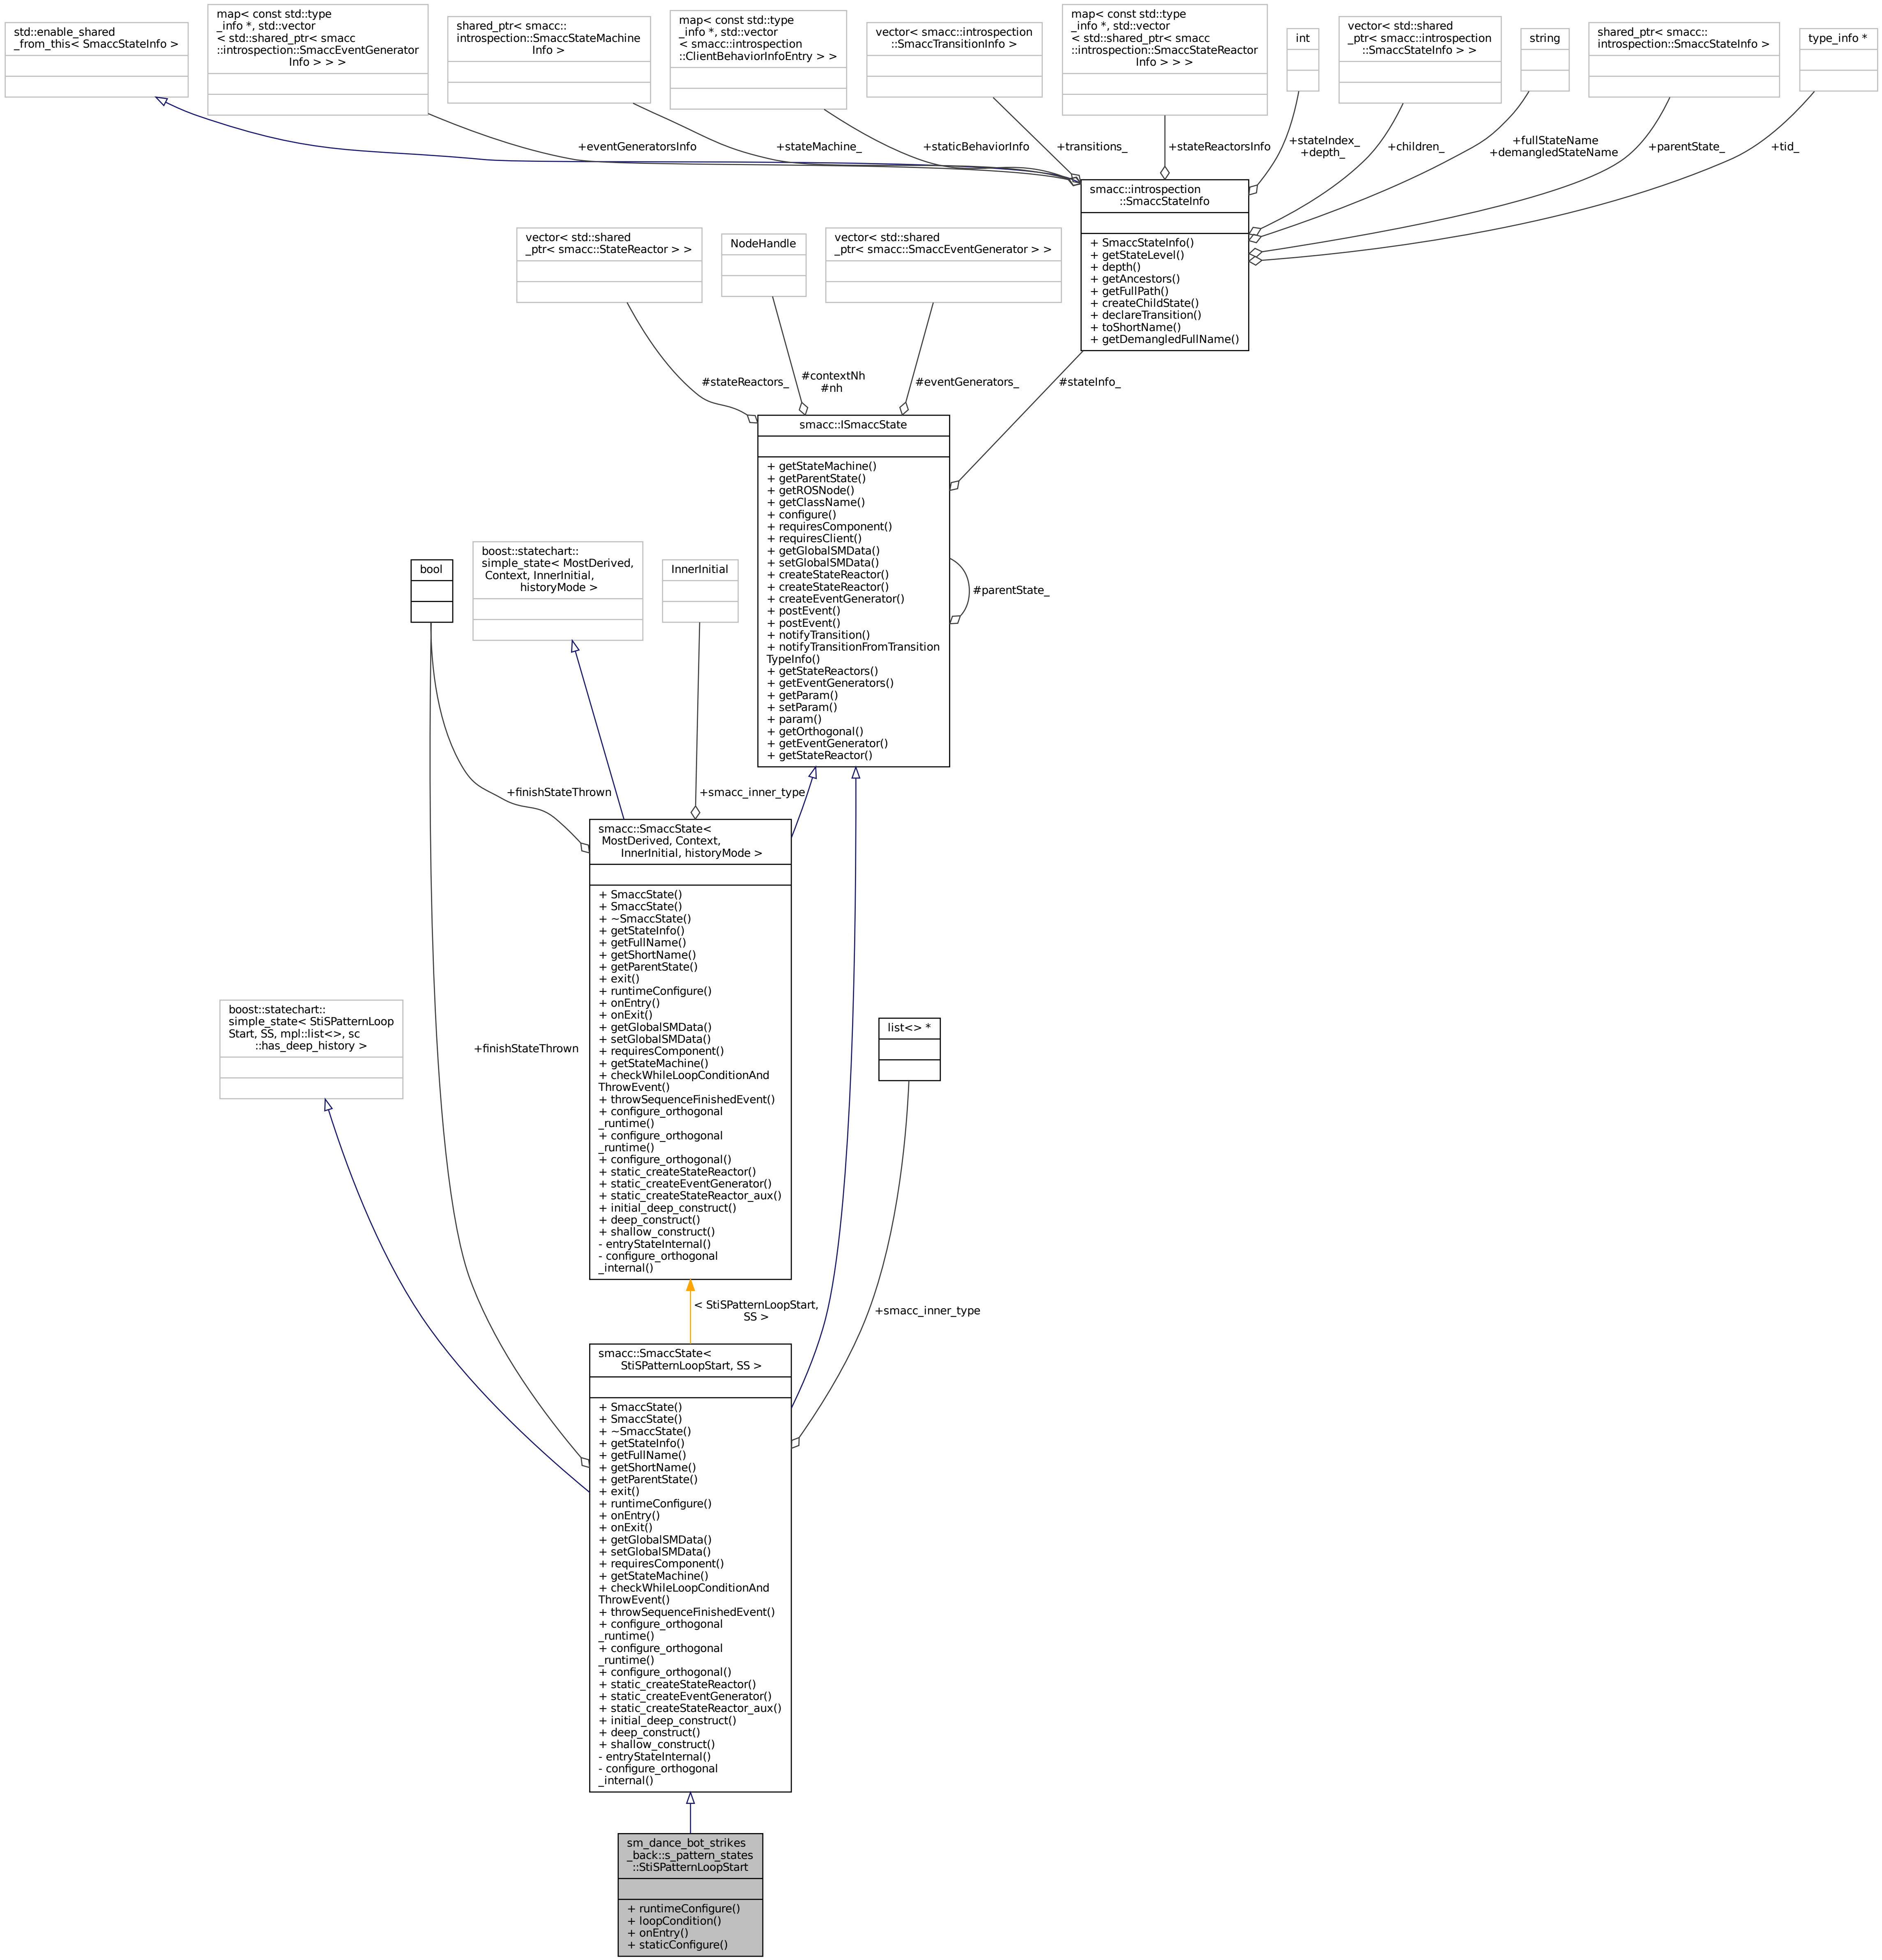 std::enable_shared
_from_this< SmaccStateInfo >
map< const std::type
_info *, std::vector
< std::shared_ptr< smacc
::introspection::SmaccEventGenerator
Info > > >
shared_ptr< smacc::
introspection::SmaccStateMachine
Info >
map< const std::type
_info *, std::vector
< smacc::introspection
::ClientBehaviorInfoEntry > >
vector< smacc::introspection
::SmaccTransitionInfo >
map< const std::type
_info *, std::vector
< std::shared_ptr< smacc
::introspection::SmaccStateReactor
Info > > >
int
vector< std::shared
_ptr< smacc::introspection
::SmaccStateInfo > >
string
shared_ptr< smacc::
introspection::SmaccStateInfo >
type_info *
+eventGeneratorsInfo
+stateMachine_
+staticBehaviorInfo
+transitions_
+stateReactorsInfo
+stateIndex_
+depth_
+children_
+fullStateName
+demangledStateName
+parentState_
+tid_
smacc::introspection
::SmaccStateInfo
+ SmaccStateInfo()
+ getStateLevel()
+ depth()
+ getAncestors()
+ getFullPath()
+ createChildState()
+ declareTransition()
+ toShortName()
+ getDemangledFullName()
vector< std::shared
_ptr< smacc::StateReactor > >
NodeHandle
vector< std::shared
_ptr< smacc::SmaccEventGenerator > >
#stateReactors_
#contextNh
#nh
#eventGenerators_
#stateInfo_
smacc::ISmaccState
+ getStateMachine()
+ getParentState()
+ getROSNode()
+ getClassName()
+ configure()
+ requiresComponent()
+ requiresClient()
+ getGlobalSMData()
+ setGlobalSMData()
+ createStateReactor()
+ createStateReactor()
+ createEventGenerator()
+ postEvent()
+ postEvent()
+ notifyTransition()
+ notifyTransitionFromTransition
TypeInfo()
+ getStateReactors()
+ getEventGenerators()
+ getParam()
+ setParam()
+ param()
+ getOrthogonal()
+ getEventGenerator()
+ getStateReactor()
#parentState_
bool
boost::statechart::
simple_state< MostDerived,
Context, InnerInitial,
historyMode >
InnerInitial
+finishStateThrown
+smacc_inner_type
smacc::SmaccState<
MostDerived, Context,
InnerInitial, historyMode >
+ SmaccState()
+ SmaccState()
+ ~SmaccState()
+ getStateInfo()
+ getFullName()
+ getShortName()
+ getParentState()
+ exit()
+ runtimeConfigure()
+ onEntry()
+ onExit()
+ getGlobalSMData()
+ setGlobalSMData()
+ requiresComponent()
+ getStateMachine()
+ checkWhileLoopConditionAnd
ThrowEvent()
+ throwSequenceFinishedEvent()
+ configure_orthogonal
_runtime()
+ configure_orthogonal
_runtime()
+ configure_orthogonal()
+ static_createStateReactor()
+ static_createEventGenerator()
+ static_createStateReactor_aux()
+ initial_deep_construct()
+ deep_construct()
+ shallow_construct()
- entryStateInternal()
- configure_orthogonal
_internal()
boost::statechart::
simple_state< StiSPatternLoop
Start, SS, mpl::list<>, sc
::has_deep_history >
+finishStateThrown
list<> *
< StiSPatternLoopStart,
SS >
+smacc_inner_type
smacc::SmaccState<
StiSPatternLoopStart, SS >
+ SmaccState()
+ SmaccState()
+ ~SmaccState()
+ getStateInfo()
+ getFullName()
+ getShortName()
+ getParentState()
+ exit()
+ runtimeConfigure()
+ onEntry()
+ onExit()
+ getGlobalSMData()
+ setGlobalSMData()
+ requiresComponent()
+ getStateMachine()
+ checkWhileLoopConditionAnd
ThrowEvent()
+ throwSequenceFinishedEvent()
+ configure_orthogonal
_runtime()
+ configure_orthogonal
_runtime()
+ configure_orthogonal()
+ static_createStateReactor()
+ static_createEventGenerator()
+ static_createStateReactor_aux()
+ initial_deep_construct()
+ deep_construct()
+ shallow_construct()
- entryStateInternal()
- configure_orthogonal
_internal()
sm_dance_bot_strikes
_back::s_pattern_states
::StiSPatternLoopStart
+ runtimeConfigure()
+ loopCondition()
+ onEntry()
+ staticConfigure()